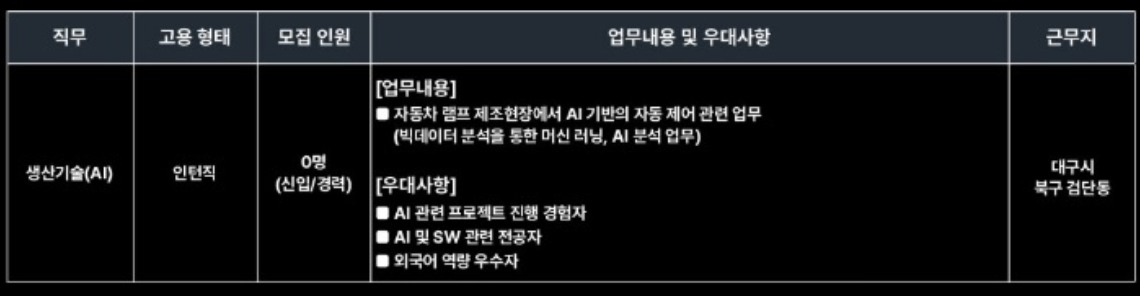 직무 고용 형태 모집 인원 업무내용 및 우대사항 근무지
생산기술(AI)
인턴직
0명
(신입/경력)
[업무내용]
■ 자동차 램프 제조현장에서 AI 기반의 자동 제어 관련 업무
(빅데이터 분석을 통한 머신 러닝, AI 분석 업무)
[우대사항]
■ AI 관련 프로젝트 진행 경험자
■ AI 및 SW 관련 전공자
■ 외국어 역량 우수자
대구시
북구 검단동